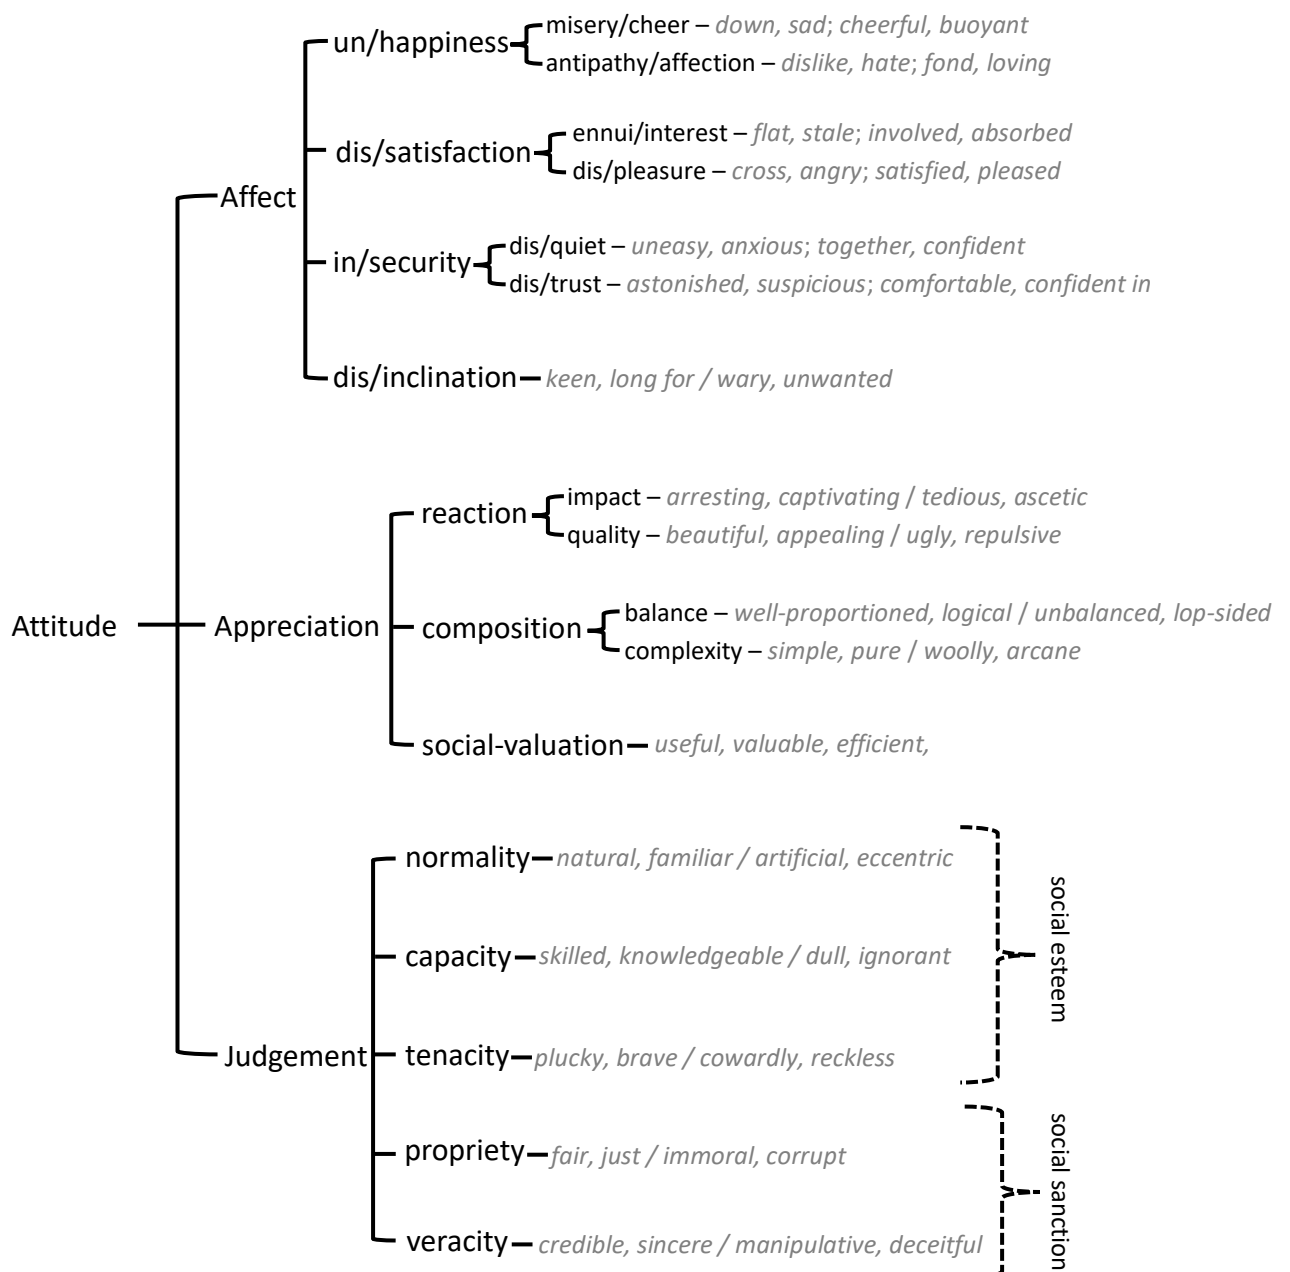 misery/cheer – down, sad; cheerful, buoyant
un/happiness
antipathy/affection – dislike, hate; fond, loving
ennui/interest – flat, stale; involved, absorbed
dis/satisfaction
dis/pleasure – cross, angry; satisfied, pleased
Affect
dis/quiet – uneasy, anxious; together, confident
in/security
dis/trust – astonished, suspicious; comfortable, confident in
dis/inclination – keen, long for / wary, unwanted
impact – arresting, captivating / tedious, ascetic
reaction
quality – beautiful, appealing / ugly, repulsive
Attitude
Appreciation
balance – well-proportioned, logical / unbalanced, lop-sided
composition
complexity – simple, pure / woolly, arcane
social-valuation – useful, valuable, efficient,
normality – natural, familiar / artificial, eccentric
capacity – skilled, knowledgeable / dull, ignorant
social esteem
Judgement
tenacity – plucky, brave / cowardly, reckless
propriety – fair, just / immoral, corrupt
social sanction
veracity – credible, sincere / manipulative, deceitful